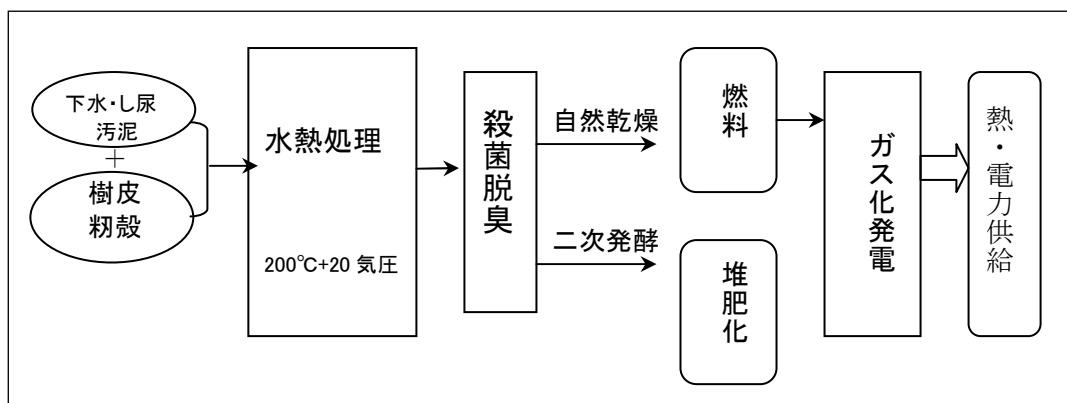 下水・し尿
汚泥
＋
樹皮
籾殻
水熱処理
200℃+20 気圧
殺菌脱臭
自然乾燥
二次発酵
燃料
堆肥化
ガス化発電
熱・電力供給